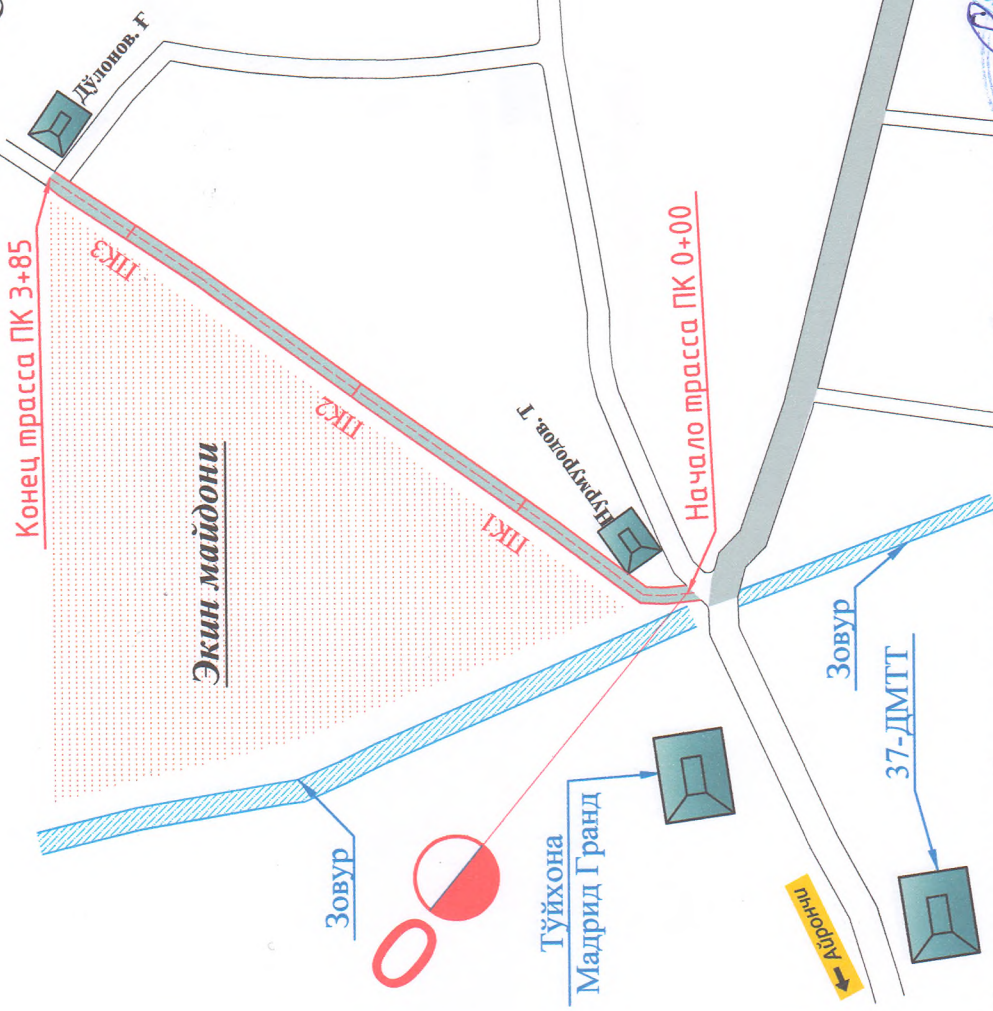 Дўлонов. Ғ
Конец трасса ПК 3+85
ПК3
ПК2
ПК1
Экин майдони
Нурмуродов. Т
Начало трасса ПК 0+00
Зовур
37-ДМТТ
Зовур
0
Тўйхона
Мадрид Гранд
← Айрончи